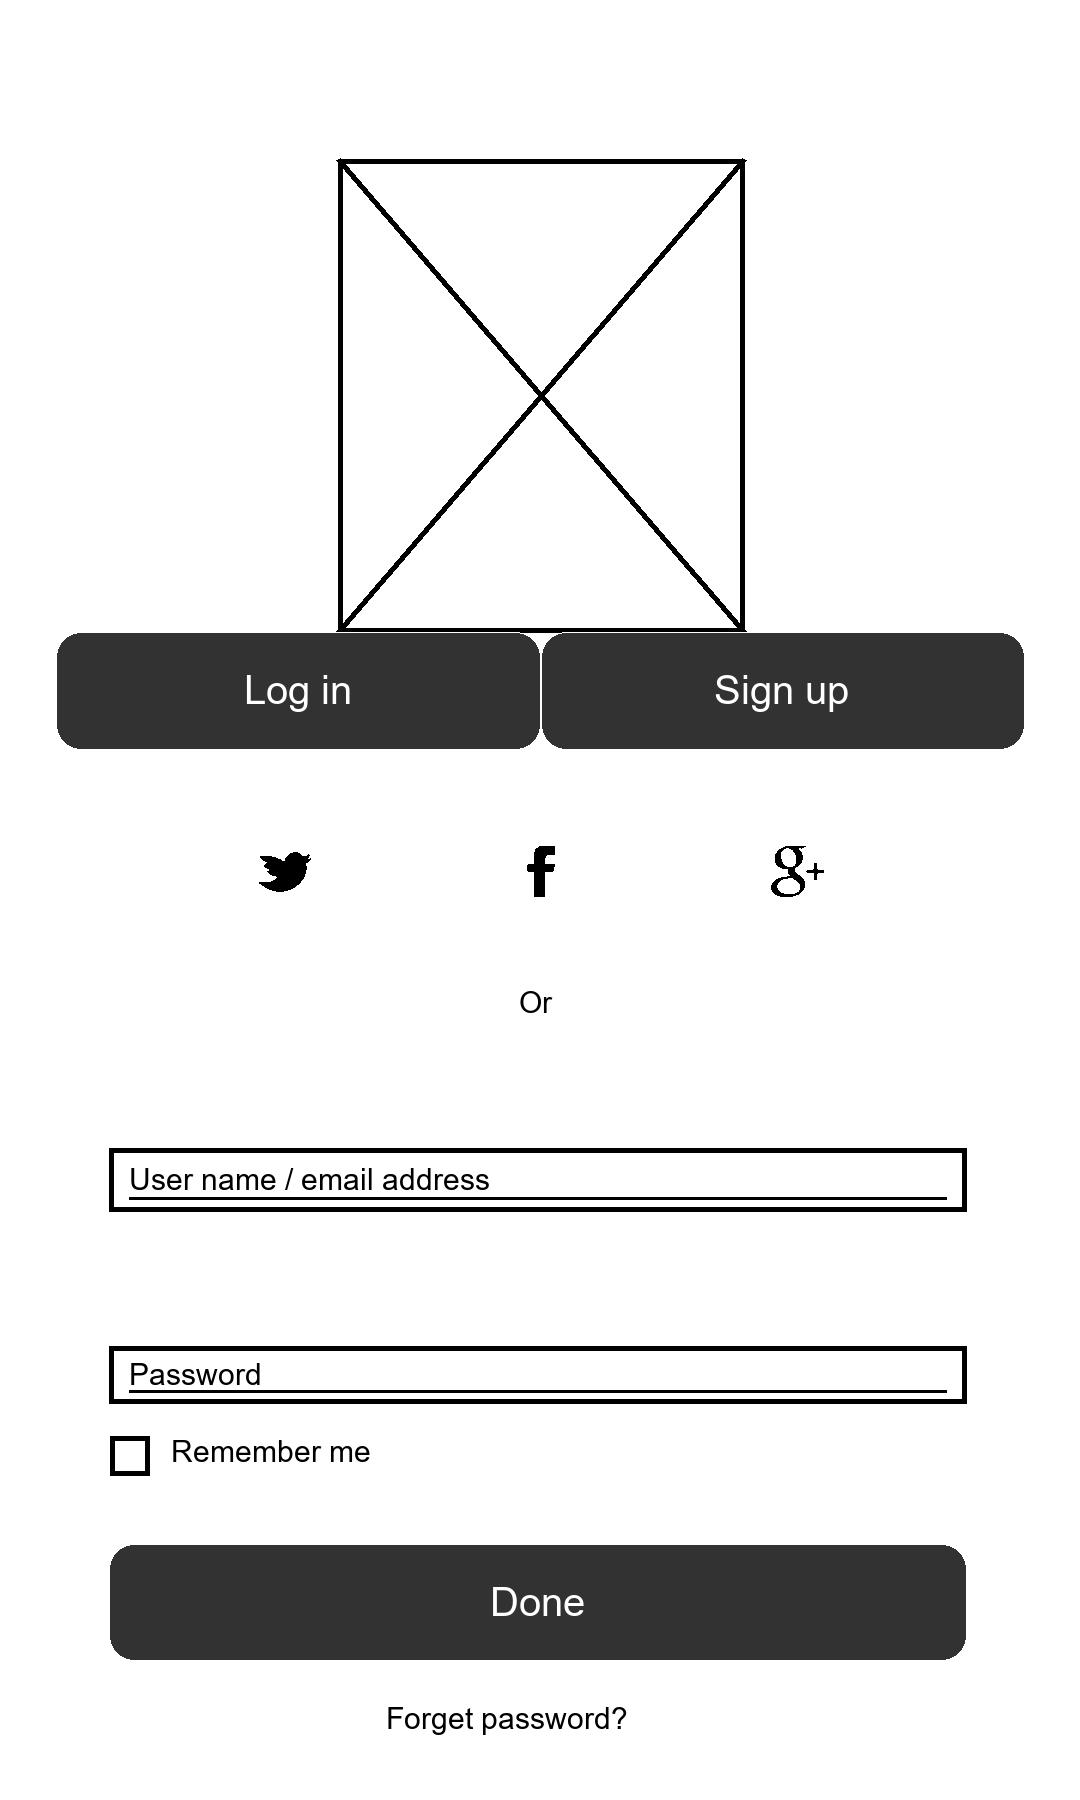 Log in
Sign up
Or
User name / email address
Password
Remember me
Done
Forget password?